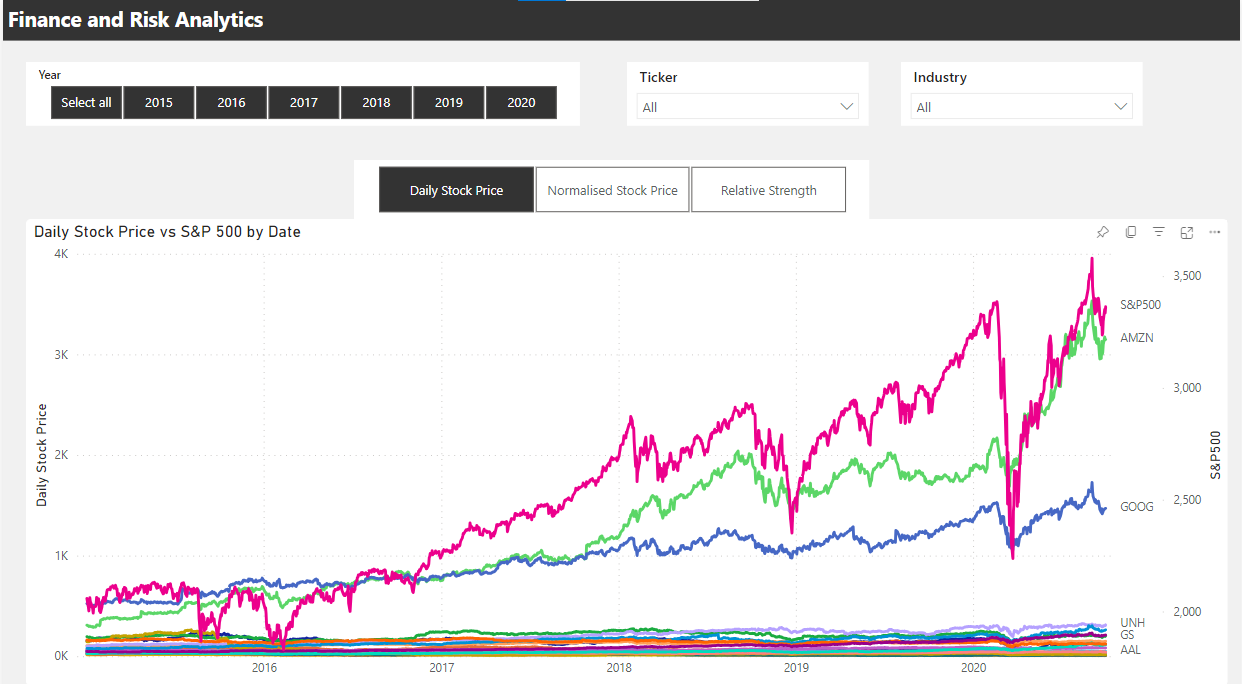 Finance and Risk Analytics
Year
Select all 2015 2016 2017 2018 2019 2020
Ticker
All
Industry
All
Daily Stock Price Normalised Stock Price Relative Strength
Daily Stock Price vs S&P 500 by Date
4K
3K
2K
1K
0K
Daily Stock Price
2016 2017 2018 2019 2020
3,500
3,000
2,500
2,000
S&P500
S&P500
AMZN
GOOG
UNH
GS
AAL